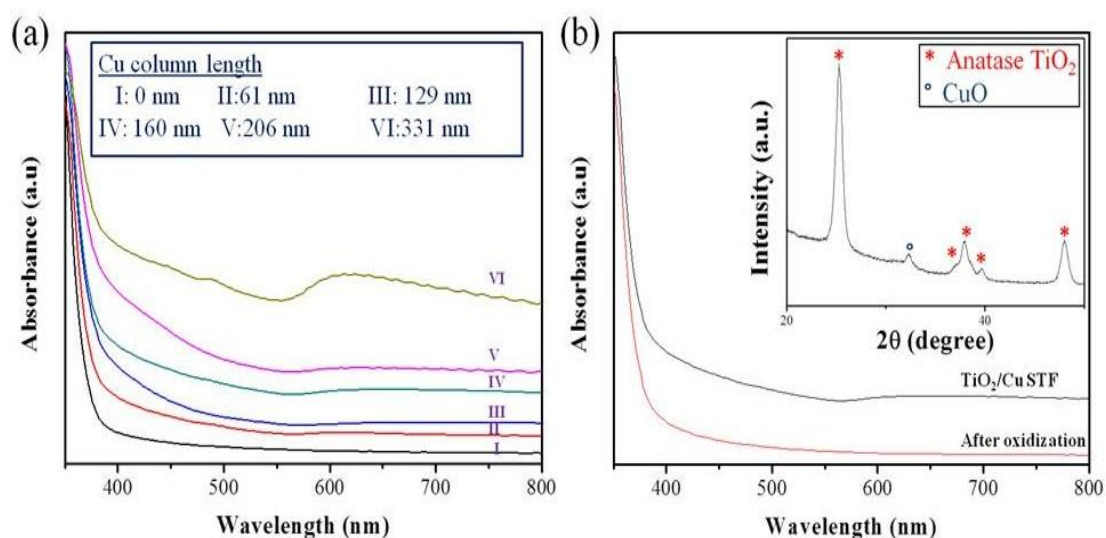 (a)
Cu column length
I: 0 nm II:61 nm III: 129 nm
IV: 160 nm V:206 nm VI:331 nm
VI
V
IV
III
II
I
Absorbance (a.u)
400 500 600 700 800
Wavelength (nm)
(b)
* Anatase TiO₂
° CuO
Intensity (a.u.)
20 40
2θ (degree)
TiO₂/Cu STF
After oxidization
Absorbance (a.u)
400 500 600 700 800
Wavelength (nm)